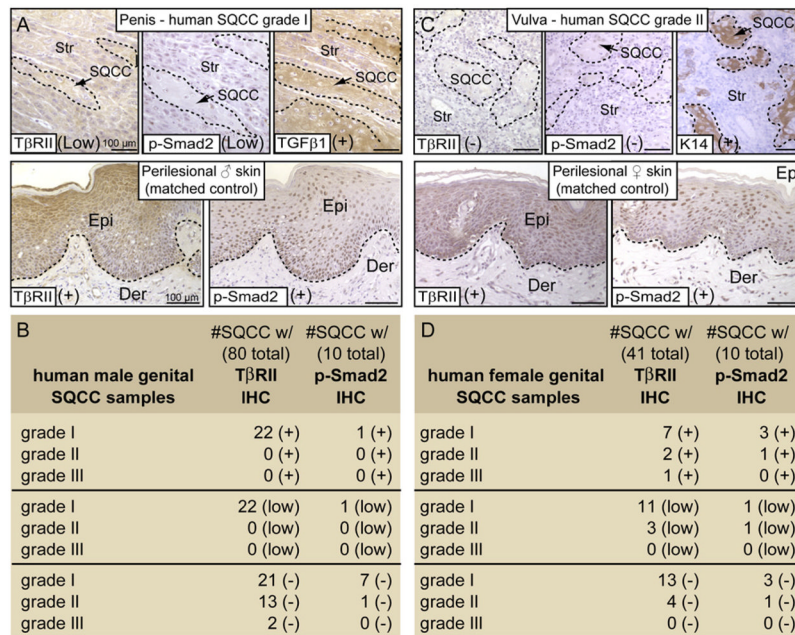 A
Penis - human SQCC grade I
Str
SQCC
TβRII (Low) 100 μm
Str
SQCC
p-Smad2 (Low)
Str
SQCC
TGFβ1 (+)
Perilesional ♂ skin
(matched control)
Epi
Der
TβRII (+) 100 μm
Epi
Der
p-Smad2 (+)
C
Vulva - human SQCC grade II
SQCC
Str
TβRII (-)
SQCC
Str
p-Smad2 (-)
SQCC
Str
K14 (+)
Perilesional ♀ skin
(matched control)
Epi
Der
TβRII (+)
Ep
Epi
Der
p-Smad2 (+)
B
human male genital
SQCC samples
#SQCC w/ #SQCC w/
(80 total) (10 total)
TβRII p-Smad2
IHC IHC
grade I 22 (+) 1 (+)
grade II 0 (+) 0 (+)
grade III 0 (+) 0 (+)
grade I 22 (low) 1 (low)
grade II 0 (low) 0 (low)
grade III 0 (low) 0 (low)
grade I 21 (-) 7 (-)
grade II 13 (-) 1 (-)
grade III 2 (-) 0 (-)
D
human female genital
SQCC samples
#SQCC w/ #SQCC w/
(41 total) (10 total)
TβRII p-Smad2
IHC IHC
grade I 7 (+) 3 (+)
grade II 2 (+) 1 (+)
grade III 1 (+) 0 (+)
grade I 11 (low) 1 (low)
grade II 3 (low) 1 (low)
grade III 0 (low) 0 (low)
grade I 13 (-) 3 (-)
grade II 4 (-) 1 (-)
grade III 0 (-) 0 (-)